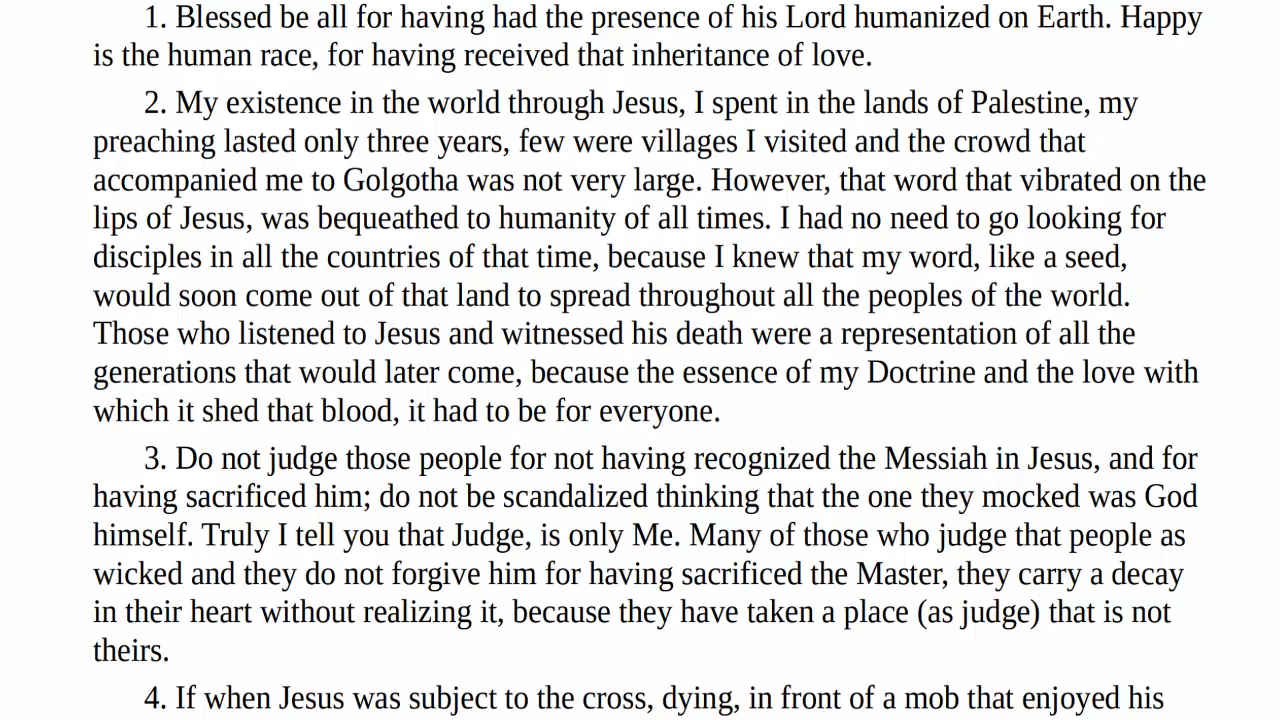 1. Blessed be all for having had the presence of his Lord humanized on Earth. Happy
is the human race, for having received that inheritance of love.
2. My existence in the world through Jesus, I spent in the lands of Palestine, my
preaching lasted only three years, few were villages I visited and the crowd that
accompanied me to Golgotha was not very large. However, that word that vibrated on the
lips of Jesus, was bequeathed to humanity of all times. I had no need to go looking for
disciples in all the countries of that time, because I knew that my word, like a seed,
would soon come out of that land to spread throughout all the peoples of the world.
Those who listened to Jesus and witnessed his death were a representation of all the
generations that would later come, because the essence of my Doctrine and the love with
which it shed that blood, it had to be for everyone.
3. Do not judge those people for not having recognized the Messiah in Jesus, and for
having sacrificed him; do not be scandalized thinking that the one they mocked was God
himself. Truly I tell you that Judge, is only Me. Many of those who judge that people as
wicked and they do not forgive him for having sacrificed the Master, they carry a decay
in their heart without realizing it, because they have taken a place (as judge) that is not
theirs.
4. If when Jesus was subject to the cross, dying, in front of a mob that enjoyed his